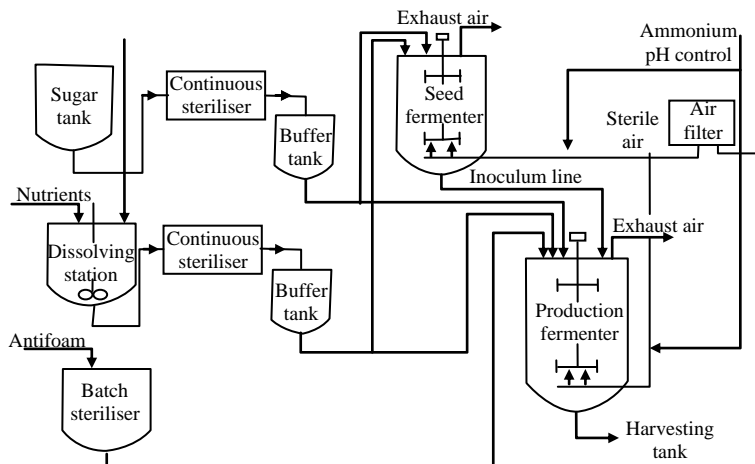 Exhaust air
Ammonium
pH control
Continuous
steriliser
Sugar
tank
Seed
fermenter
Sterile
air
Air
filter
Buffer
tank
Inoculum line
Nutrients
Exhaust air
Dissolving
station
Continuous
steriliser
Buffer
tank
Production
fermenter
Antifoam
Batch
steriliser
Harvesting
tank